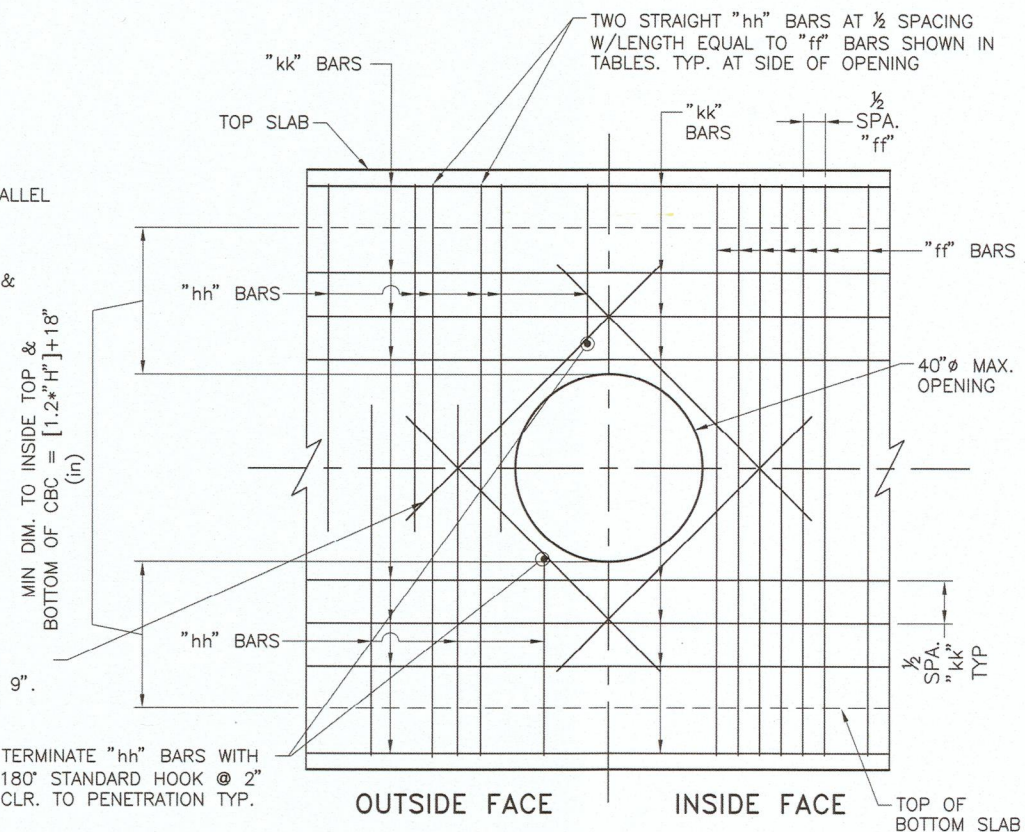 TWO STRAIGHT "hh" BARS AT ½ SPACING
W/LENGTH EQUAL TO "ff" BARS SHOWN IN
TABLES. TYP. AT SIDE OF OPENING
"kk" BARS
TOP SLAB
"kk"
BARS
½
SPA.
"ff"
ALLEL
&
"ff" BARS
"hh" BARS
MIN DIM. TO INSIDE TOP &
BOTTOM OF CBC = [1.2*"H"]+18"
(in)
40"ø MAX.
OPENING
"hh" BARS
½
SPA.
"kk"
TYP
9".
TERMINATE "hh" BARS WITH
180° STANDARD HOOK @ 2"
CLR. TO PENETRATION TYP.
OUTSIDE FACE
INSIDE FACE
TOP OF
BOTTOM SLAB